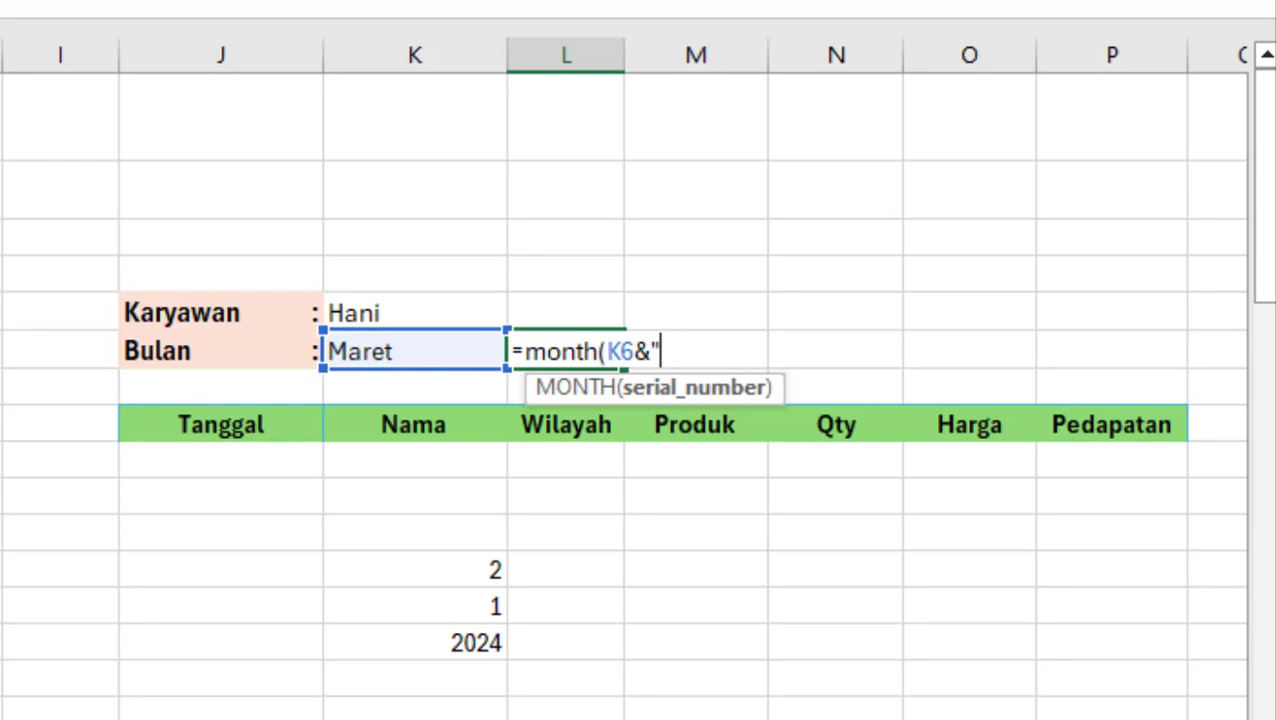 I J K L M N O P
Karyawan : Hani
Bulan : Maret =month(K6&"
MONTH(serial_number)
Tanggal Nama Wilayah Produk Qty Harga Pedapatan
2
1
2024